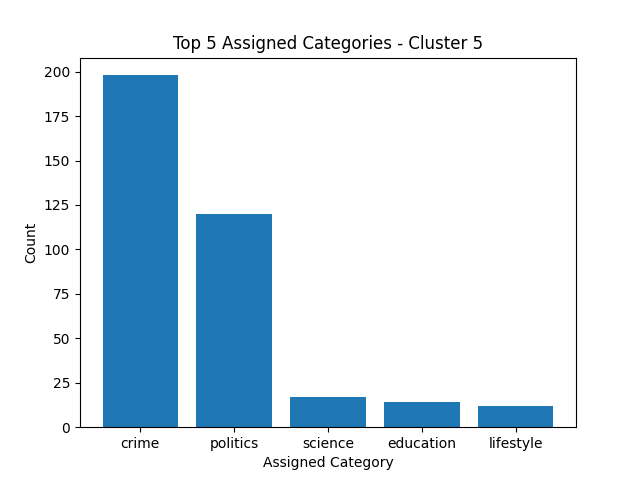 Top 5 Assigned Categories - Cluster 5
200
175
150
125
100
75
50
25
0
Count
crime politics science education lifestyle
Assigned Category